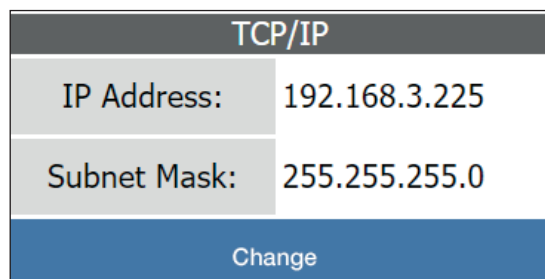 TCP/IP
IP Address: 192.168.3.225
Subnet Mask: 255.255.255.0
Change